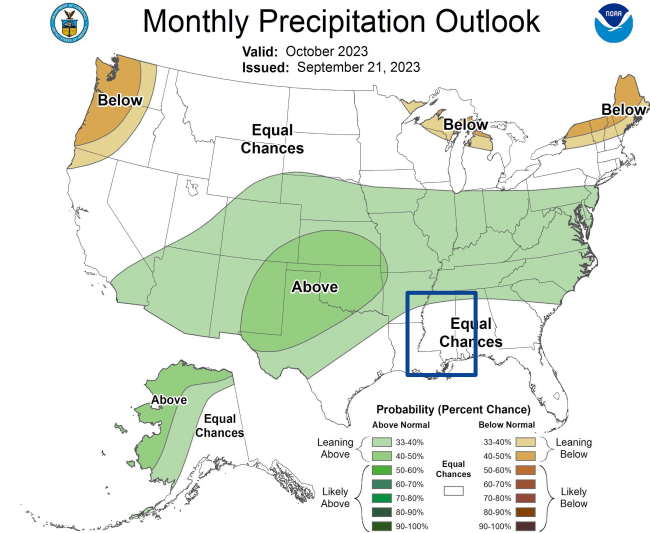 Monthly Precipitation Outlook
Valid: October 2023
Issued: September 21, 2023
NOAA
Below
Equal
Chances
Below
Below
Above
Equal
Chances
Above
Equal
Chances
Probability (Percent Chance)
Above Normal
Below Normal
Leaning
Above
33-40%
40-50%
Likely
Above
50-60%
60-70%
70-80%
80-90%
90-100%
Equal
Chances
33-40%
40-50%
Leaning
Below
50-60%
60-70%
70-80%
80-90%
90-100%
Likely
Below